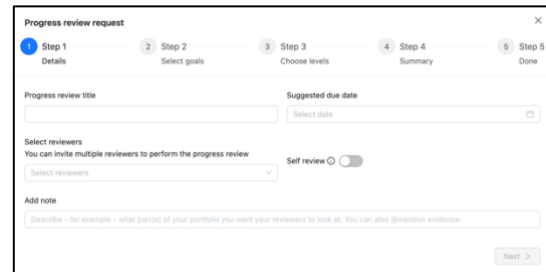 Progress review request
1 Step 1 2 Step 2 3 Step 3 4 Step 4 5 Step 5
Details Select goals Choose levels Summary Done
Progress review title Suggested due date
Select date
Select reviewers
You can invite multiple reviewers to perform the progress review
Self review
Select reviewers
Add note
Describe - for example - what part(s) of your portfolio you want your reviewers to look at. You can also @mention evidence.
Next >